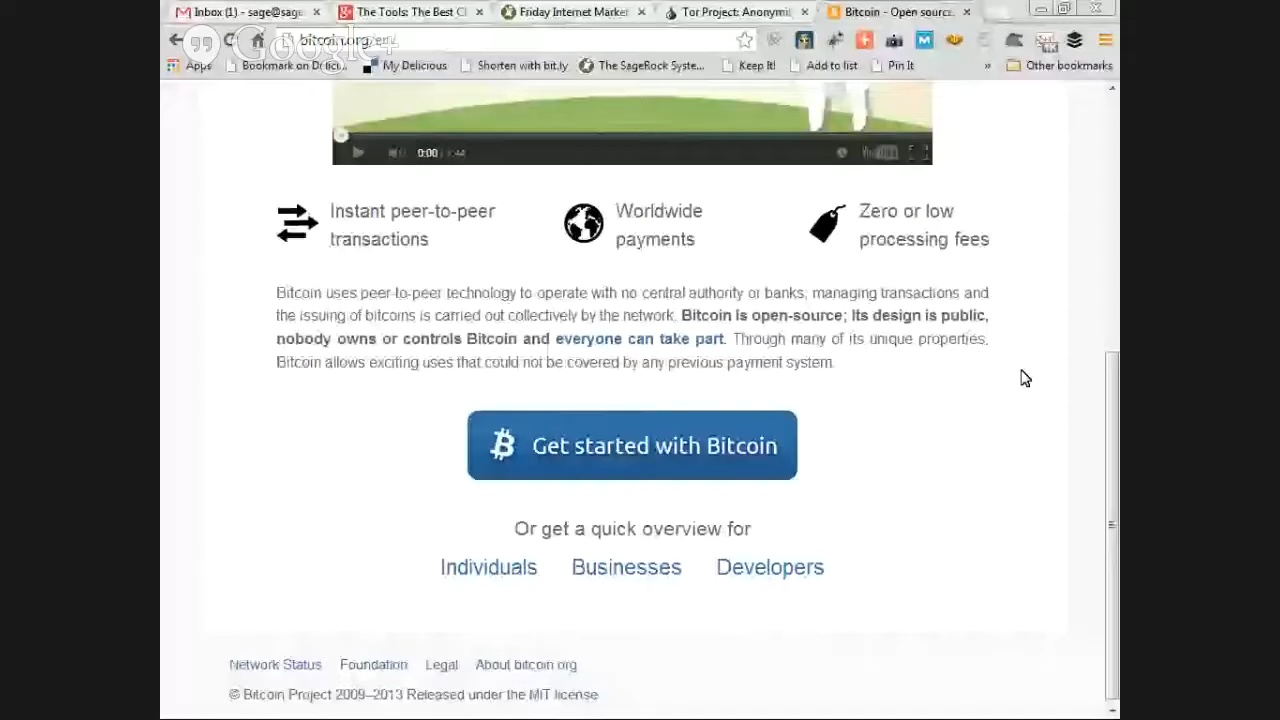 Inbox (1) - sage@sage
The Tools: The Best Cl
Friday Internet Market
Tor Project: Anonymit
Bitcoin - Open source
Google+
bitcoin.org/en/
Apps
Bookmark on Delici...
My Delicious
Shorten with bit.ly
The SageRock Syste...
Keep It!
Add to list
Pin It
»
Other bookmarks
0:00
Instant peer-to-peer
transactions
Worldwide
payments
Zero or low
processing fees
Bitcoin uses peer-to-peer technology to operate with no central authority or banks; managing transactions and
the issuing of bitcoins is carried out collectively by the network. Bitcoin is open-source; its design is public,
nobody owns or controls Bitcoin and everyone can take part. Through many of its unique properties,
Bitcoin allows exciting uses that could not be covered by any previous payment system.
Get started with Bitcoin
Or get a quick overview for
Individuals Businesses Developers
Network Status Foundation Legal About bitcoin.org
© Bitcoin Project 2009–2013 Released under the MIT license